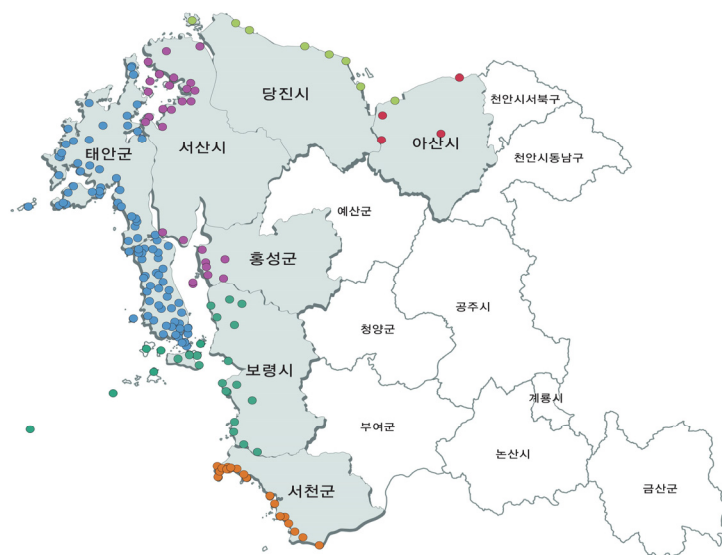 당진시
천안시서북구
아산시
태안군
서산시
천안시동남구
예산군
홍성군
공주시
청양군
보령시
계룡시
부여군
논산시
서천군
금산군